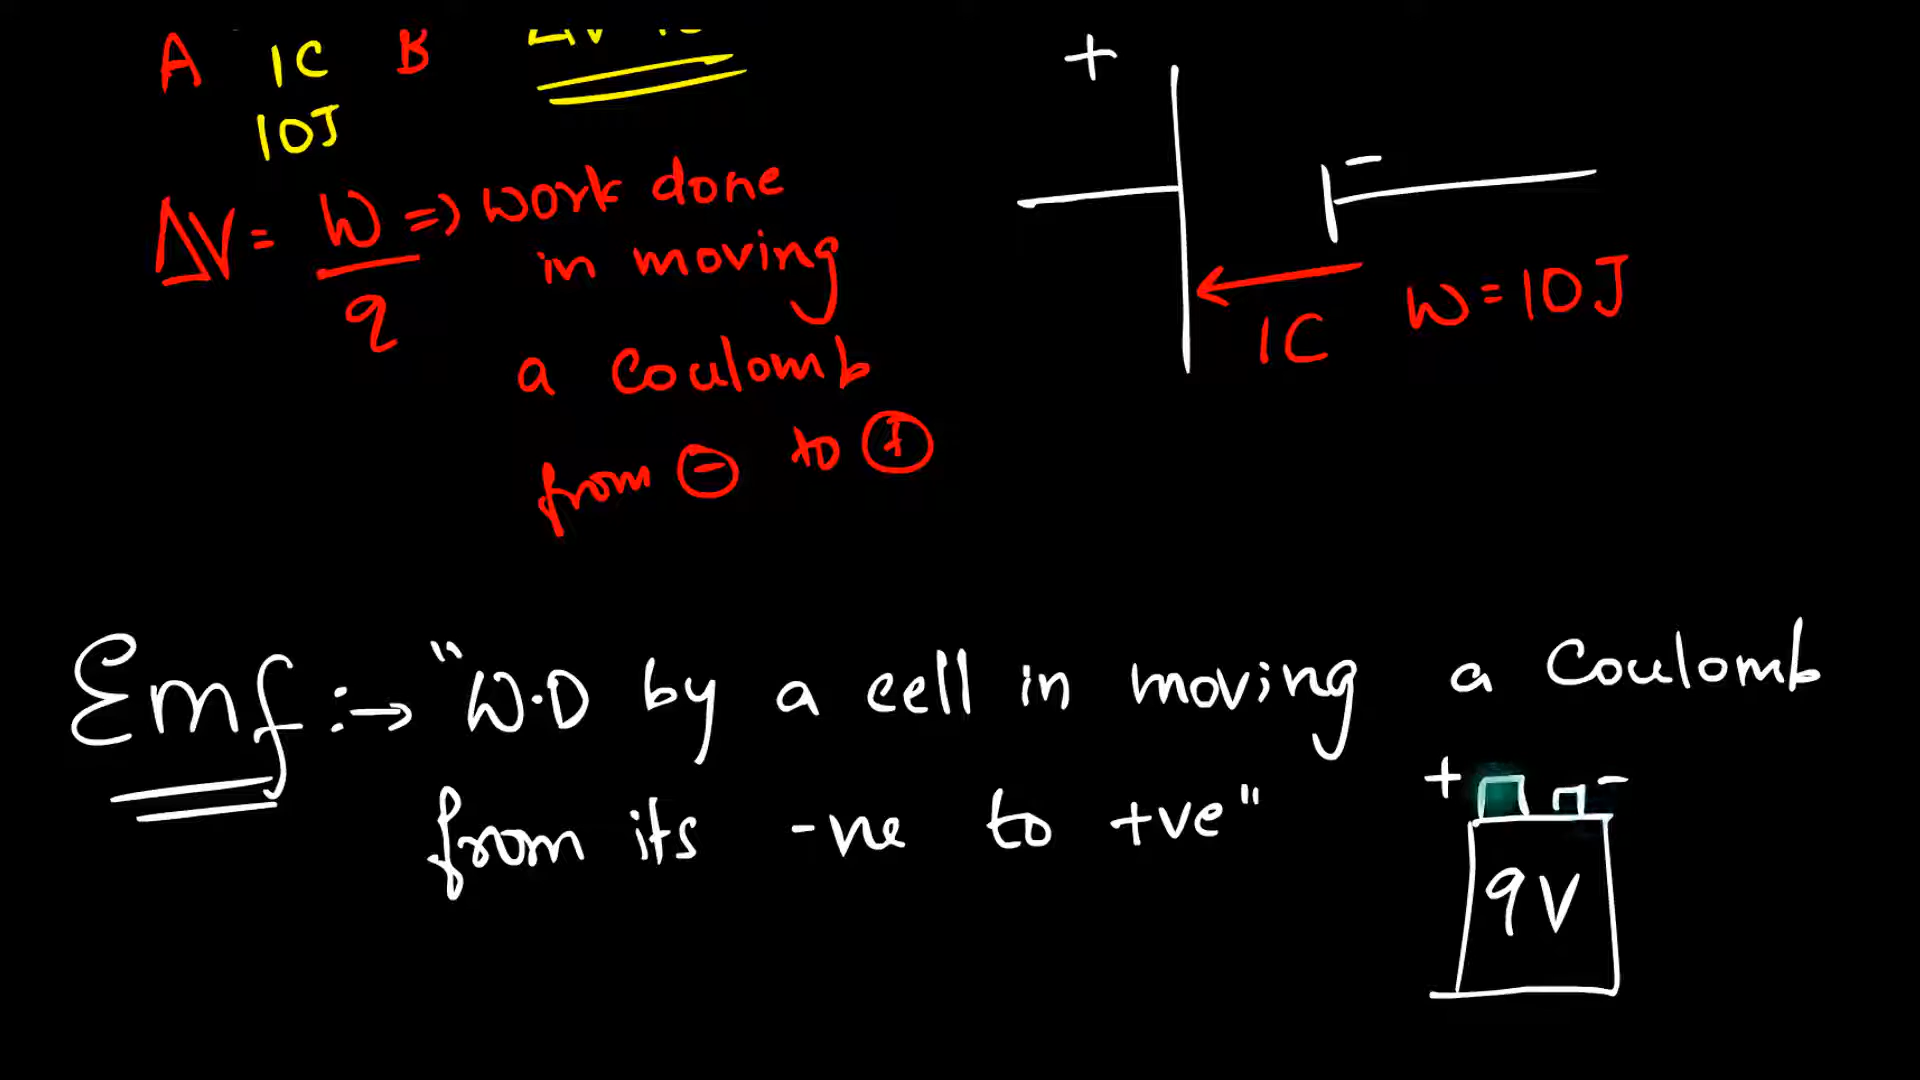 A 1C B
10J
ΔV = W/q => work done
in moving
a Coulomb
from ⊖ to ⊕
+ -
1C W = 10J
Emf :→ "W.D by a cell in moving a Coulomb
from its -ve to +ve"
+ -
9V